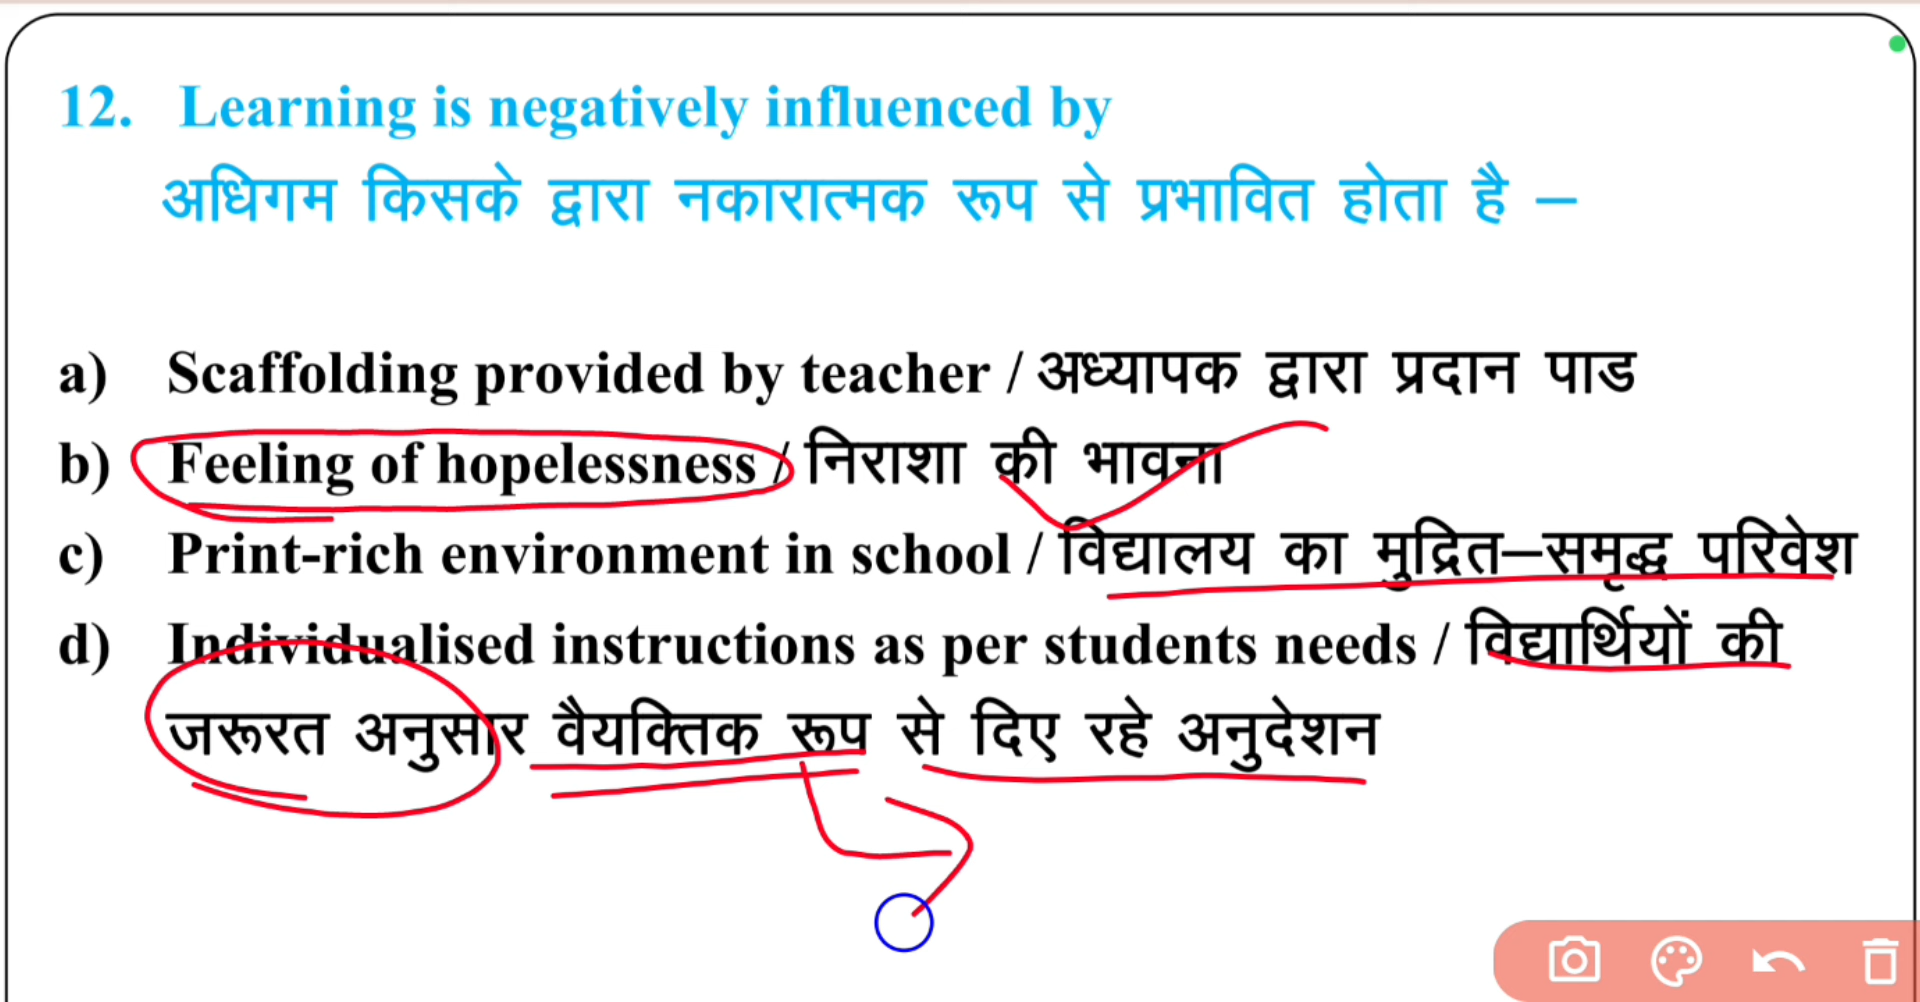 12. Learning is negatively influenced by
अधिगम किसके द्वारा नकारात्मक रूप से प्रभावित होता है –
a) Scaffolding provided by teacher / अध्यापक द्वारा प्रदान पाड
b) Feeling of hopelessness / निराशा की भावना
c) Print-rich environment in school / विद्यालय का मुद्रित–समृद्ध परिवेश
d) Individualised instructions as per students needs / विद्यार्थियों की
जरूरत अनुसार वैयक्तिक रूप से दिए रहे अनुदेशन